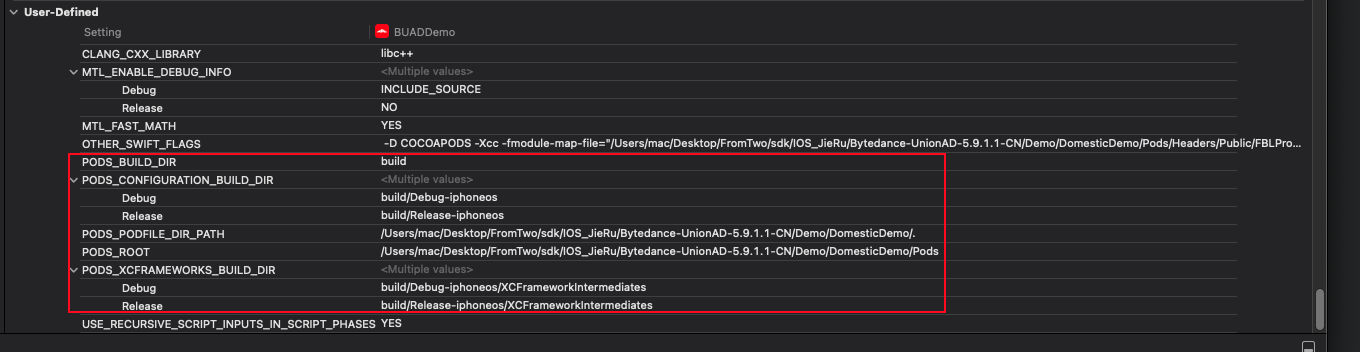 User-Defined
Setting BUADDemo
CLANG_CXX_LIBRARY libc++
MTL_ENABLE_DEBUG_INFO <Multiple values>
Debug INCLUDE_SOURCE
Release NO
MTL_FAST_MATH YES
OTHER_SWIFT_FLAGS -D COCOAPODS -Xcc -fmodule-map-file="/Users/mac/Desktop/FromTwo/sdk/IOS_JieRu/Bytedance-UnionAD-5.9.1.1-CN/Demo/DomesticDemo/Pods/Headers/Public/FBLPro...
PODS_BUILD_DIR build
PODS_CONFIGURATION_BUILD_DIR <Multiple values>
Debug build/Debug-iphoneos
Release build/Release-iphoneos
PODS_PODFILE_DIR_PATH /Users/mac/Desktop/FromTwo/sdk/IOS_JieRu/Bytedance-UnionAD-5.9.1.1-CN/Demo/DomesticDemo/.
PODS_ROOT /Users/mac/Desktop/FromTwo/sdk/IOS_JieRu/Bytedance-UnionAD-5.9.1.1-CN/Demo/DomesticDemo/Pods
PODS_XCFRAMEWORKS_BUILD_DIR <Multiple values>
Debug build/Debug-iphoneos/XCFrameworkIntermediates
Release build/Release-iphoneos/XCFrameworkIntermediates
USE_RECURSIVE_SCRIPT_INPUTS_IN_SCRIPT_PHASES YES